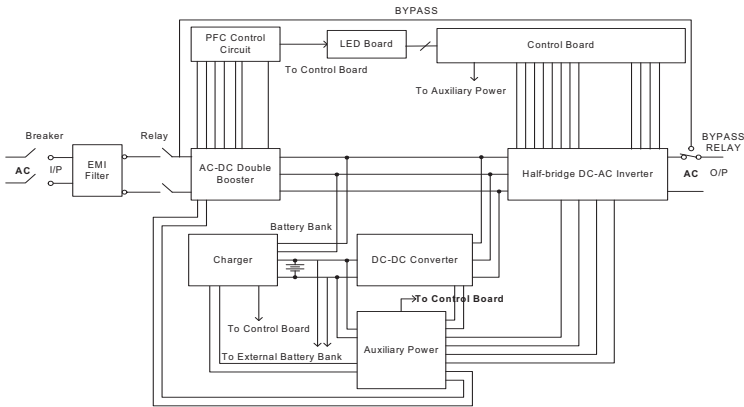 BYPASS
PFC Control
Circuit
LED Board
Control Board
To Control Board
To Auxiliary Power
Breaker
Relay
BYPASS
RELAY
AC
I/P
EMI
Filter
AC-DC Double
Booster
Half-bridge DC-AC Inverter
AC
O/P
Battery Bank
Charger
DC-DC Converter
To Control Board
To Control Board
To External Battery Bank
Auxiliary Power